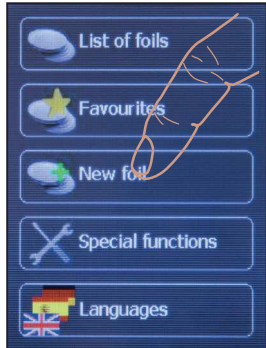 List of foils
Favourites
New foil
Special functions
Languages